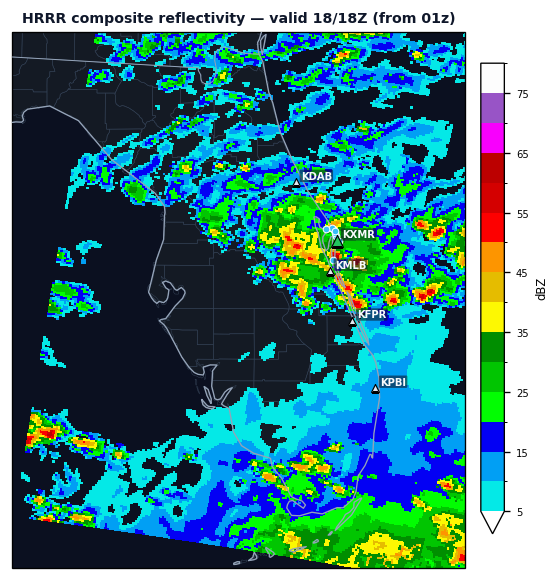 HRRR composite reflectivity — valid 18/18Z (from 01z)
KDAB
KXMR
KMLB
KFPR
KPBI
75
65
55
45
35
25
15
5
dBZ